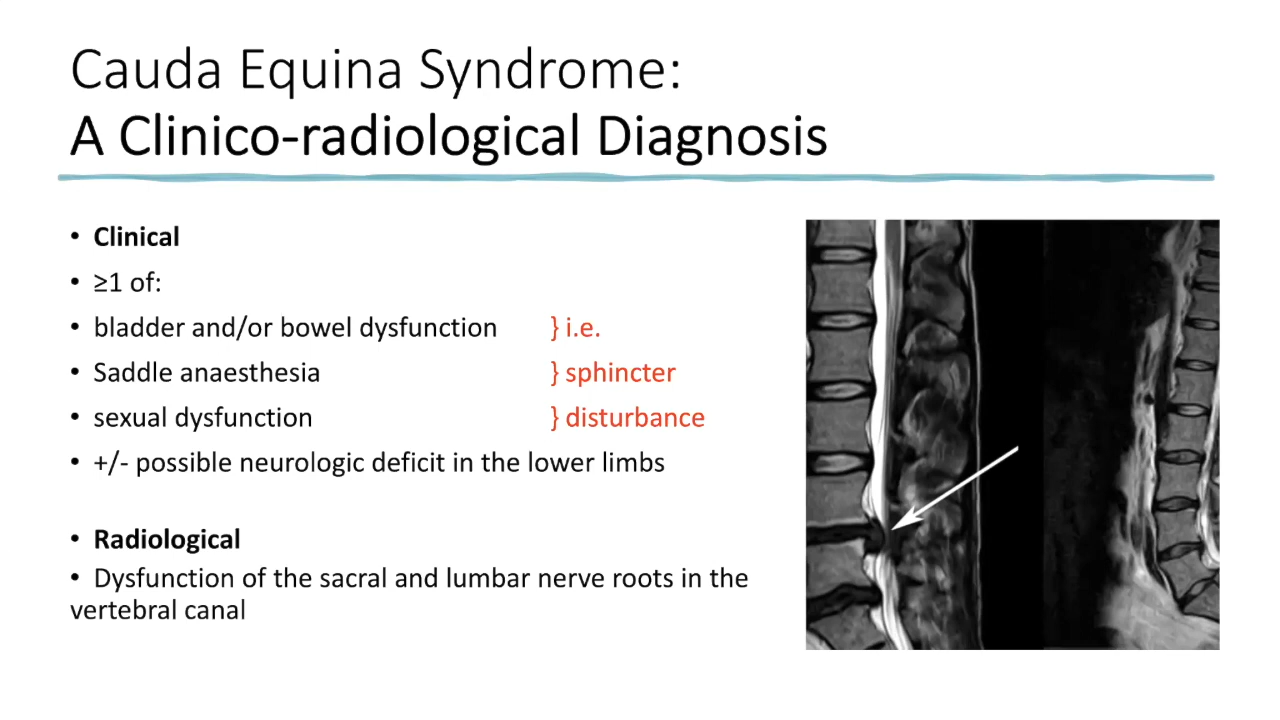 Cauda Equina Syndrome:
A Clinico-radiological Diagnosis
• Clinical
• ≥1 of:
• bladder and/or bowel dysfunction } i.e.
• Saddle anaesthesia } sphincter
• sexual dysfunction } disturbance
• +/- possible neurologic deficit in the lower limbs
• Radiological
• Dysfunction of the sacral and lumbar nerve roots in the
vertebral canal